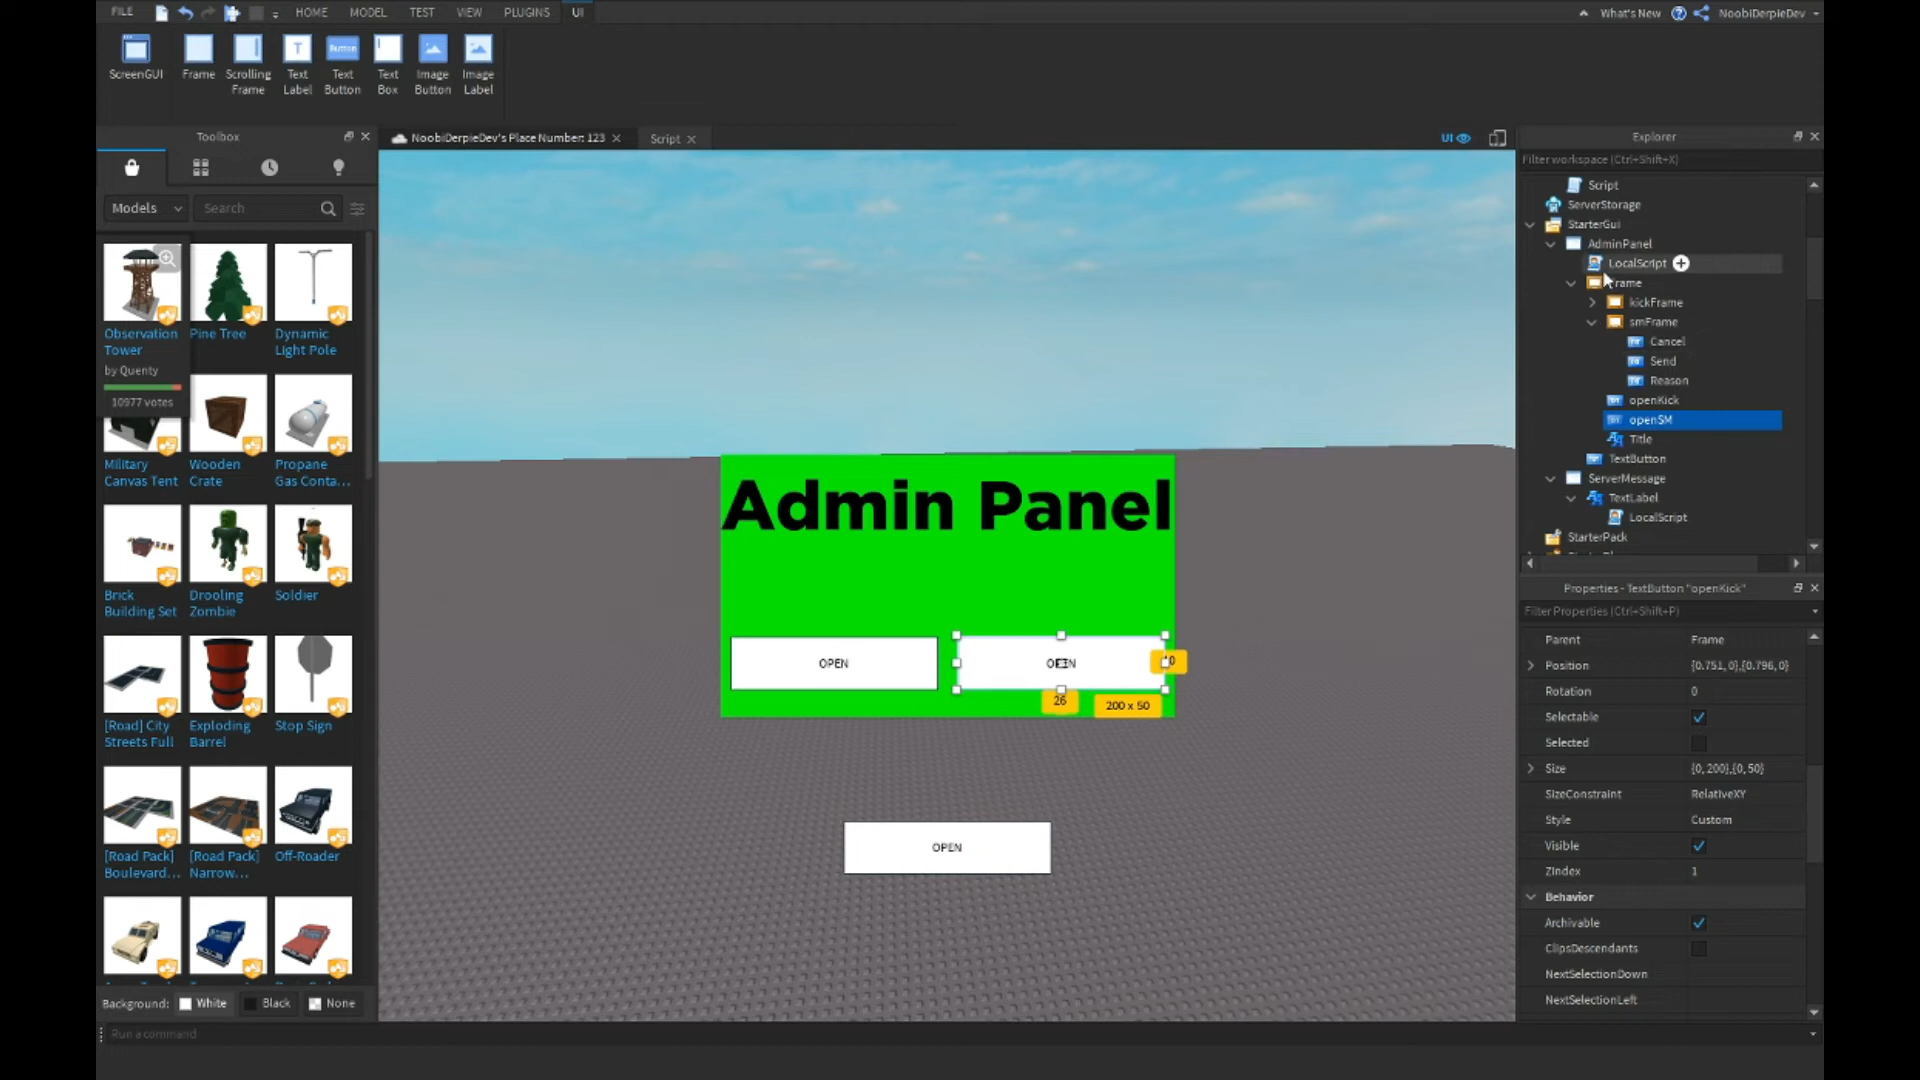 FILE
HOME
MODEL
TEST
VIEW
PLUGINS
UI
What's New
NoobiDerpieDev
ScreenGUI
Frame
Scrolling
Frame
Text
Label
Button
Text
Button
Text
Box
Image
Button
Image
Label
Toolbox
NoobiDerpieDev's Place Number: 123
Script
UI
Explorer
Filter workspace (Ctrl+Shift+X)
Models
Search
Observation
Tower
by Quenty
10977 votes
Pine Tree
Dynamic
Light Pole
Military
Canvas Tent
Wooden
Crate
Propane
Gas Conta...
Brick
Building Set
Drooling
Zombie
Soldier
[Road] City
Streets Full
Exploding
Barrel
Stop Sign
[Road Pack]
Boulevard...
[Road Pack]
Narrow...
Off-Roader
Background:
White
Black
None
Run a command
Admin Panel
OPEN
OPEN
26
200 x 50
OPEN
Script
ServerStorage
StarterGui
AdminPanel
LocalScript
Frame
kickFrame
smFrame
Cancel
Send
Reason
openKick
openSM
Title
TextButton
ServerMessage
TextLabel
LocalScript
StarterPack
Properties - TextButton "openKick"
Filter Properties (Ctrl+Shift+P)
Parent Frame
Position {0.751, 0},{0.796, 0}
Rotation 0
Selectable
Selected
Size {0, 200},{0, 50}
SizeConstraint RelativeXY
Style Custom
Visible
ZIndex 1
Behavior
Archivable
ClipsDescendants
NextSelectionDown
NextSelectionLeft